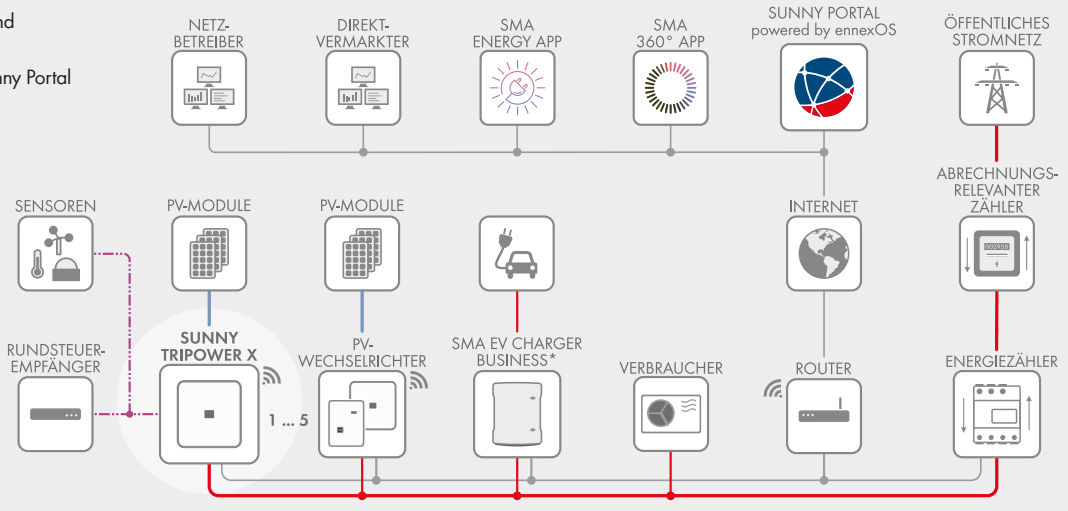 nd
nny Portal
NETZ-
BETREIBER
DIREKT-
VERMARKTER
SMA
ENERGY APP
SMA
360° APP
SUNNY PORTAL
powered by ennexOS
ÖFFENTLICHES
STROMNETZ
SENSOREN
PV-MODULE
PV-MODULE
INTERNET
ABRECHNUNGS-
RELEVANTER
ZÄHLER
002958
RUNDSTEUER-
EMPFÄNGER
SUNNY
TRIPOWER X
1 ... 5
PV-
WECHSELRICHTER
SMA EV CHARGER
BUSINESS*
VERBRAUCHER
ROUTER
ENERGIEZÄHLER